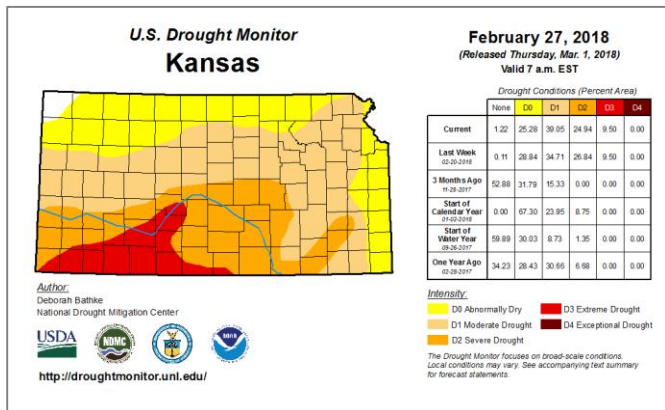 U.S. Drought Monitor
Kansas
February 27, 2018
(Released Thursday, Mar. 1, 2018)
Valid 7 a.m. EST
Drought Conditions (Percent Area)
None D0 D1 D2 D3 D4
Current 1.22 25.28 39.05 24.94 9.50 0.00
Last Week 0.11 28.84 34.71 26.84 9.50 0.00
02-20-2018
3 Months Ago 52.88 31.79 15.33 0.00 0.00 0.00
11-28-2017
Start of
Calendar Year 0.00 67.30 23.95 8.75 0.00 0.00
01-02-2018
Start of
Water Year 59.89 30.03 8.73 1.35 0.00 0.00
09-26-2017
One Year Ago 34.23 28.43 30.66 6.68 0.00 0.00
02-28-2017
Intensity:
D0 Abnormally Dry D3 Extreme Drought
D1 Moderate Drought D4 Exceptional Drought
D2 Severe Drought
The Drought Monitor focuses on broad-scale conditions.
Local conditions may vary. See accompanying text summary
for forecast statements.
Author:
Deborah Bathke
National Drought Mitigation Center
USDA
NDMC
NOAA
http://droughtmonitor.unl.edu/